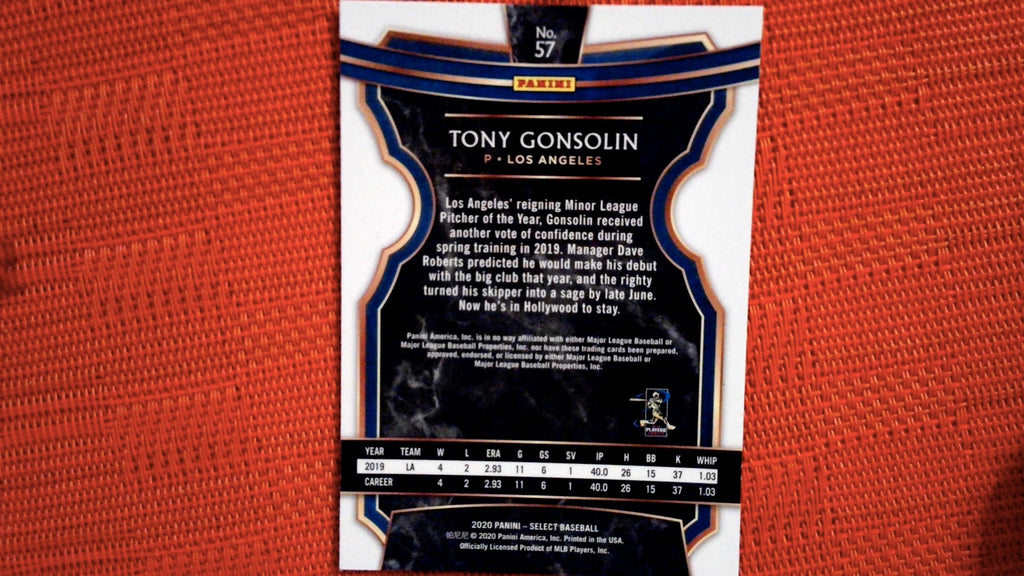 No.
57
PANINI
TONY GONSOLIN
P • LOS ANGELES
Los Angeles' reigning Minor League
Pitcher of the Year, Gonsolin received
another vote of confidence during
spring training in 2019. Manager Dave
Roberts predicted he would make his debut
with the big club that year, and the righty
turned his skipper into a sage by late June.
Now he's in Hollywood to stay.
Panini America, Inc. is in no way affiliated with either Major League Baseball or
Major League Baseball Properties, Inc. nor have these trading cards been prepared,
approved, endorsed, or licensed by either Major League Baseball or
Major League Baseball Properties, Inc.
PLAYERS
YEAR TEAM W L ERA G GS SV IP H BB K WHIP
2019 LA 4 2 2.93 11 6 1 40.0 26 15 37 1.03
CAREER 4 2 2.93 11 6 1 40.0 26 15 37 1.03
2020 PANINI – SELECT BASEBALL
帕尼尼 © 2020 Panini America, Inc. Printed in the USA.
Officially Licensed Product of MLB Players, Inc.